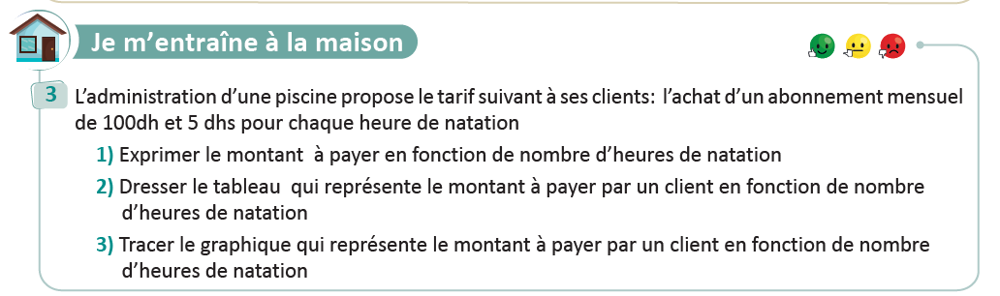 Je m'entraîne à la maison
3 L'administration d'une piscine propose le tarif suivant à ses clients: l'achat d'un abonnement mensuel
de 100dh et 5 dhs pour chaque heure de natation
1) Exprimer le montant à payer en fonction de nombre d'heures de natation
2) Dresser le tableau qui représente le montant à payer par un client en fonction de nombre
d'heures de natation
3) Tracer le graphique qui représente le montant à payer par un client en fonction de nombre
d'heures de natation